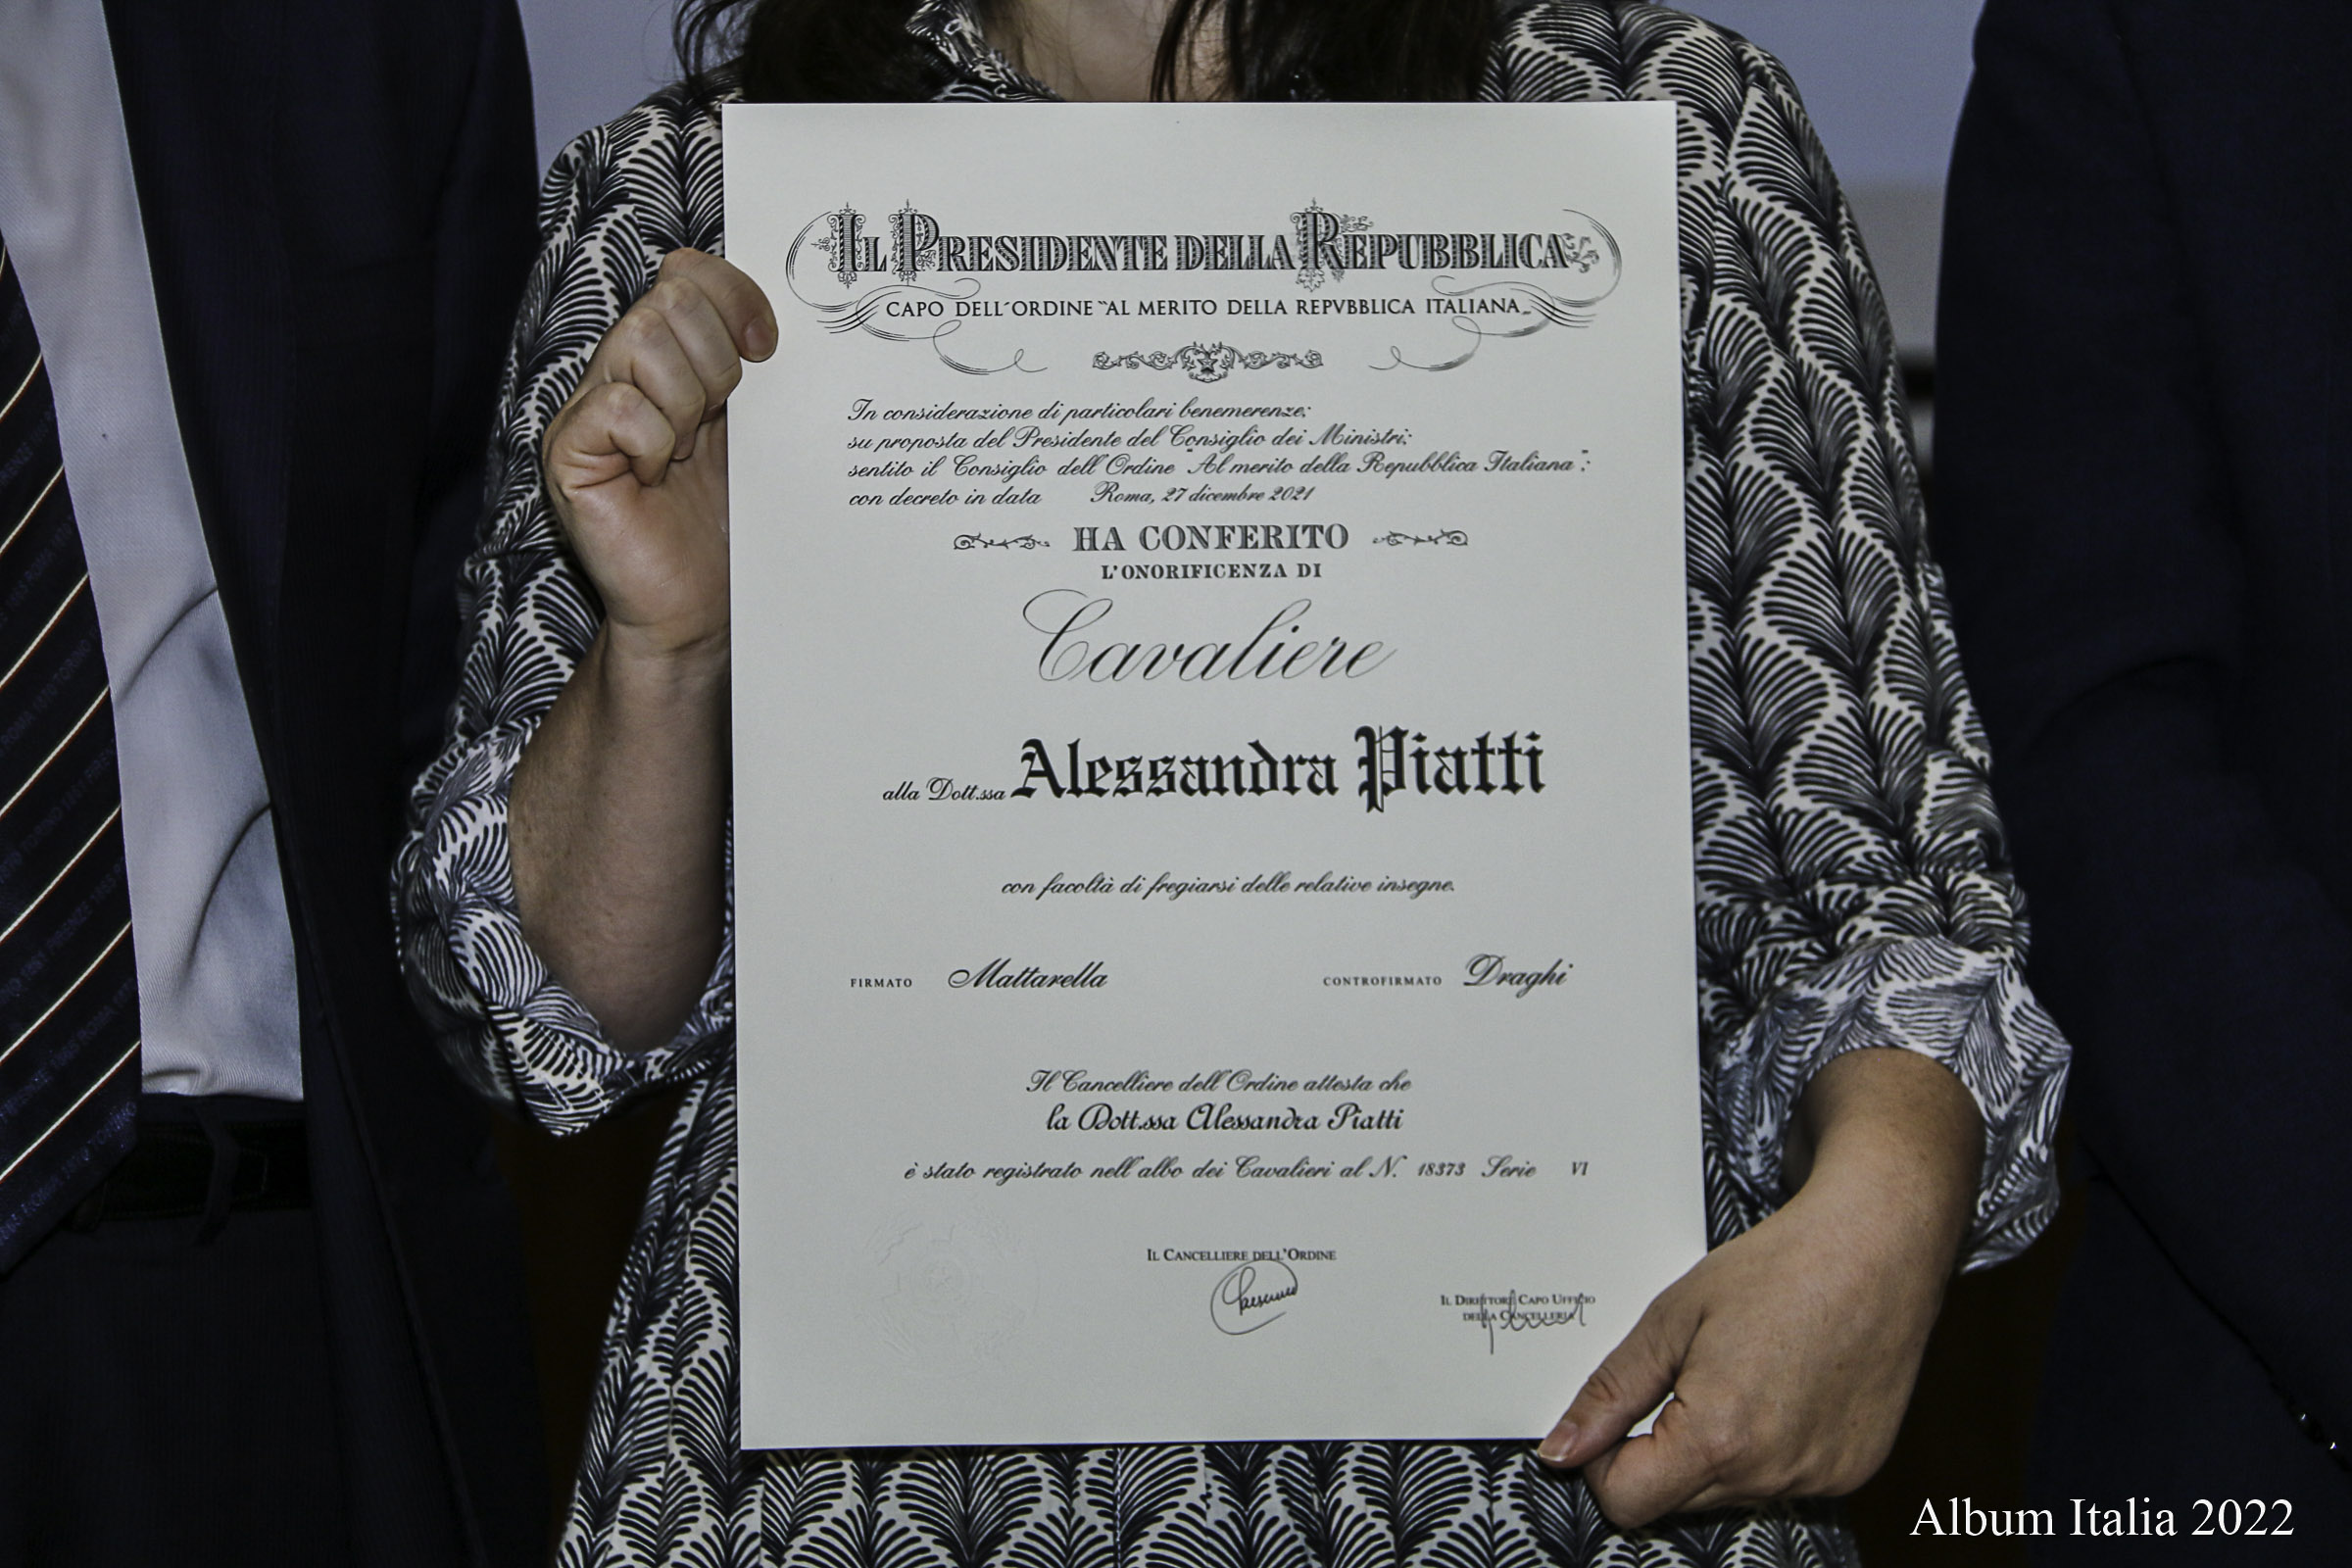 IL PRESIDENTE DELLA REPUBBLICA
CAPO DELL'ORDINE "AL MERITO DELLA REPVBBLICA ITALIANA„
In considerazione di particolari benemerenze;
su proposta del Presidente del Consiglio dei Ministri;
sentito il Consiglio dell'Ordine "Al merito della Repubblica Italiana";
con decreto in data Roma, 27 dicembre 2021
HA CONFERITO
L'ONORIFICENZA DI
Cavaliere
alla Dott.ssa Alessandra Piatti
con facoltà di fregiarsi delle relative insegne.
FIRMATO Mattarella CONTROFIRMATO Draghi
Il Cancelliere dell'Ordine attesta che
la Dott.ssa Alessandra Piatti
è stato registrato nell'albo dei Cavalieri al N. 18373 Serie VI
IL CANCELLIERE DELL'ORDINE
IL DIRETTORE CAPO UFFICIO
DELLA CANCELLERIA
Album Italia 2022